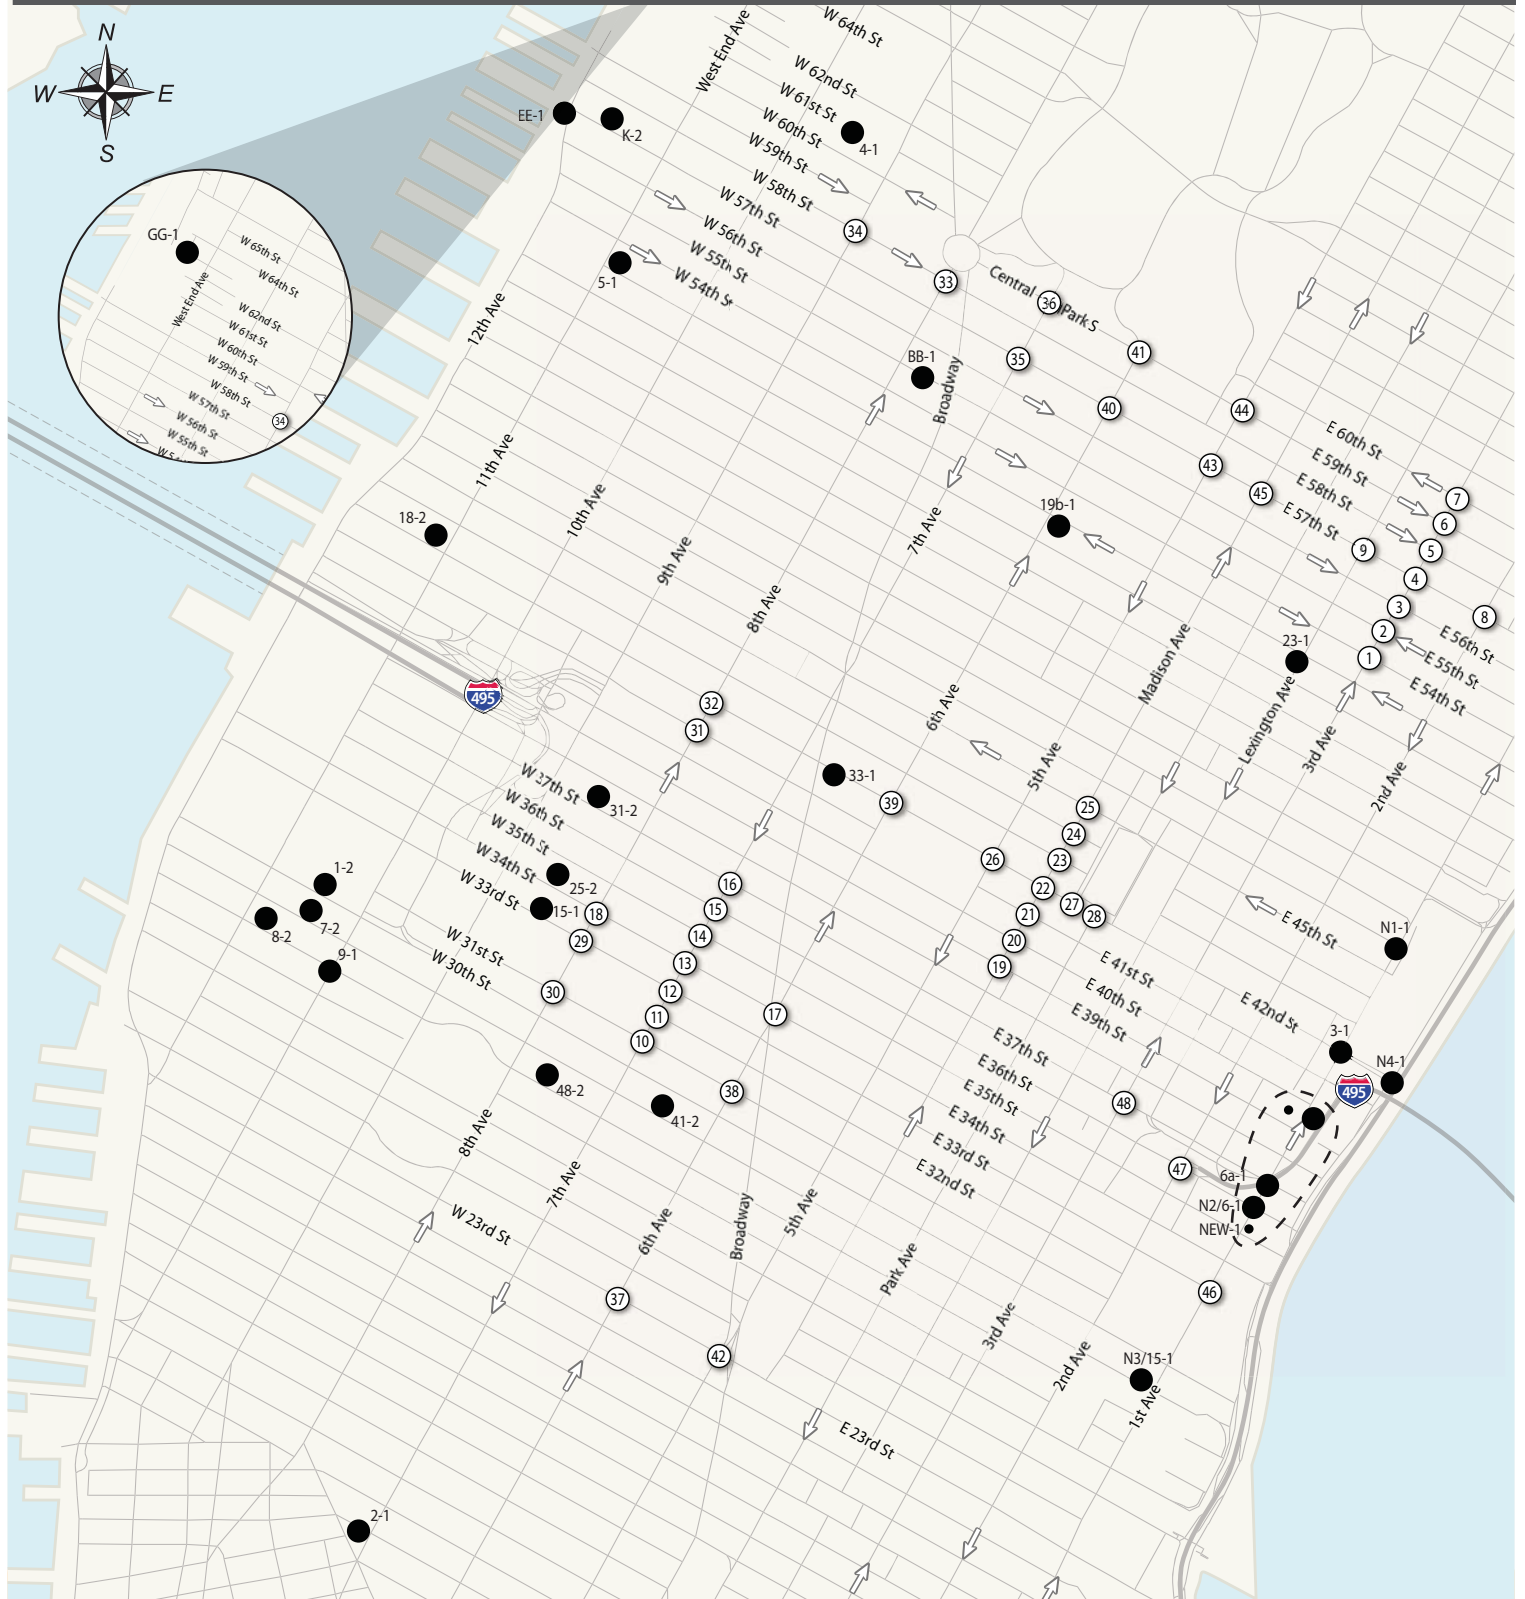 N
W
E
S
W 64th St
West End Ave
W 62nd St
W 61st St
EE-1
K-2
W 60th St
4-1
W 59th St
W 58th St
W 57th St
W 56th St
34
W 55th St
5-1
W 54th St
33
Central Park S
36
12th Ave
GG-1
W 65th St
W 64th St
West End Ave
W 62nd St
W 61st St
W 60th St
W 59th St
W 58th St
W 57th St
34
W 56th St
W 55th St
BB-1
35
41
Broadway
40
44
E 60th St
E 59th St
11th Ave
43
E 58th St
45
7
E 57th St
6
18-2
10th Ave
19b-1
7th Ave
9
5
9th Ave
4
3
8
8th Ave
2
E 56th St
23-1
1
E 55th St
Madison Ave
E 54th St
495
32
31
6th Ave
Lexington Ave
3rd Ave
5th Ave
2nd Ave
W 37th St
33-1
31-2
39
25
W 36th St
24
W 35th St
26
23
W 34th St
25-2
16
22
1-2
W 33rd St
15-1
18
15
27
28
8-2
7-2
21
W 31st St
29
14
20
E 45th St
N1-1
9-1
W 30th St
13
19
E 41st St
30
12
E 40th St
E 42nd St
11
17
E 39th St
10
3-1
E 37th St
N4-1
E 36th St
495
48-2
38
E 35th St
48
41-2
E 34th St
8th Ave
E 33rd St
47
E 32nd St
6a-1
7th Ave
N2/6-1
W 23rd St
6th Ave
Broadway
5th Ave
NEW-1
Park Ave
46
37
3rd Ave
42
2nd Ave
N3/15-1
1st Ave
E 23rd St
2-1